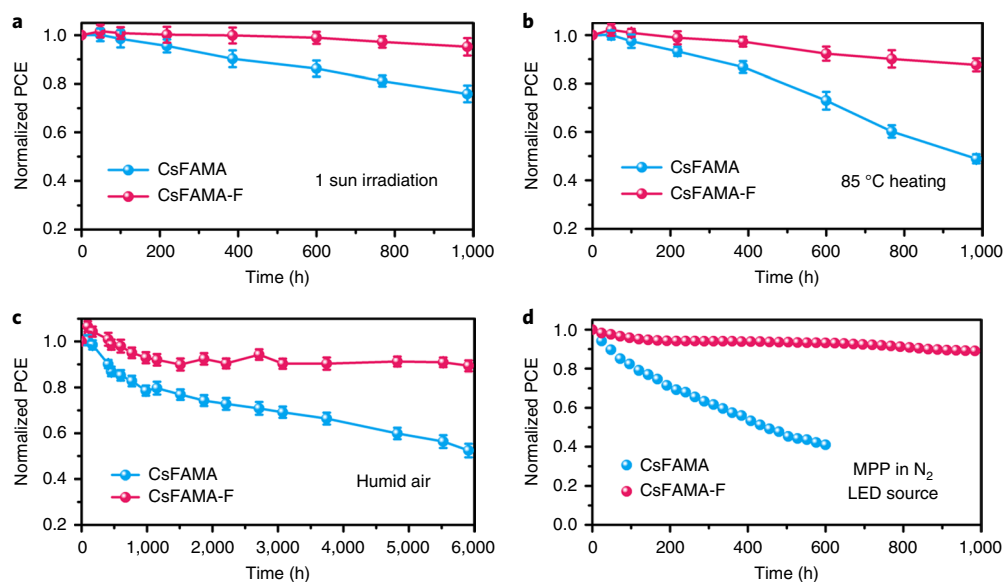 a
1.0
0.8
0.6
0.4
0.2
Normalized PCE
CsFAMA
CsFAMA-F
1 sun irradiation
0 200 400 600 800 1,000
Time (h)
b
1.0
0.8
0.6
0.4
0.2
Normalized PCE
CsFAMA
CsFAMA-F
85 °C heating
0 200 400 600 800 1,000
Time (h)
c
1.0
0.8
0.6
0.4
0.2
Normalized PCE
CsFAMA
CsFAMA-F
Humid air
0 1,000 2,000 3,000 4,000 5,000 6,000
Time (h)
d
1.0
0.8
0.6
0.4
0.2
0.0
Normalized PCE
CsFAMA
CsFAMA-F
MPP in N₂
LED source
0 200 400 600 800 1,000
Time (h)